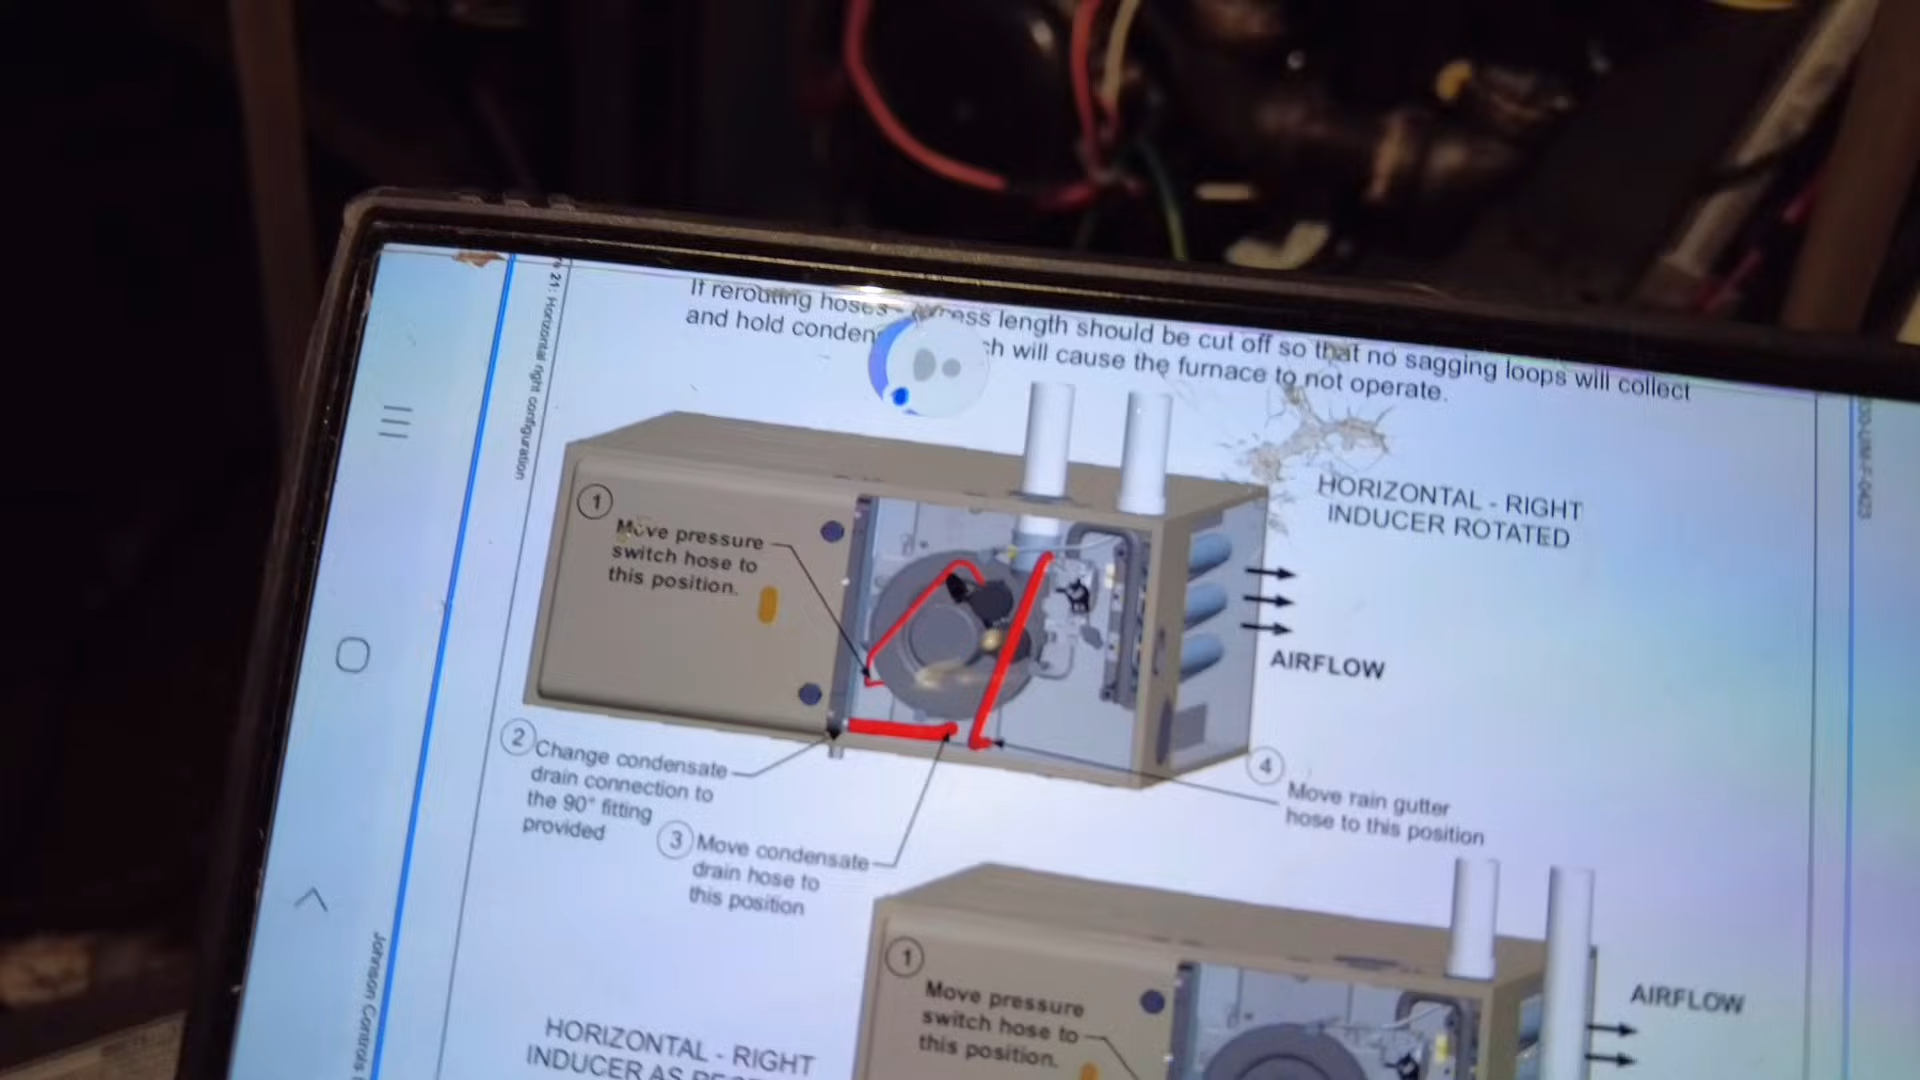 If rerouting hoses - excess length should be cut off so that no sagging loops will collect
and hold conden ch will cause the furnace to not operate.
21: Horizontal right configuration
HORIZONTAL - RIGHT
INDUCER ROTATED
1
Move pressure
switch hose to
this position.
AIRFLOW
2
Change condensate
drain connection to
the 90° fitting
provided
3
Move condensate
drain hose to
this position
4
Move rain gutter
hose to this position
1
Move pressure
switch hose to
this position.
AIRFLOW
HORIZONTAL - RIGHT
INDUCER AS
Johnson Controls